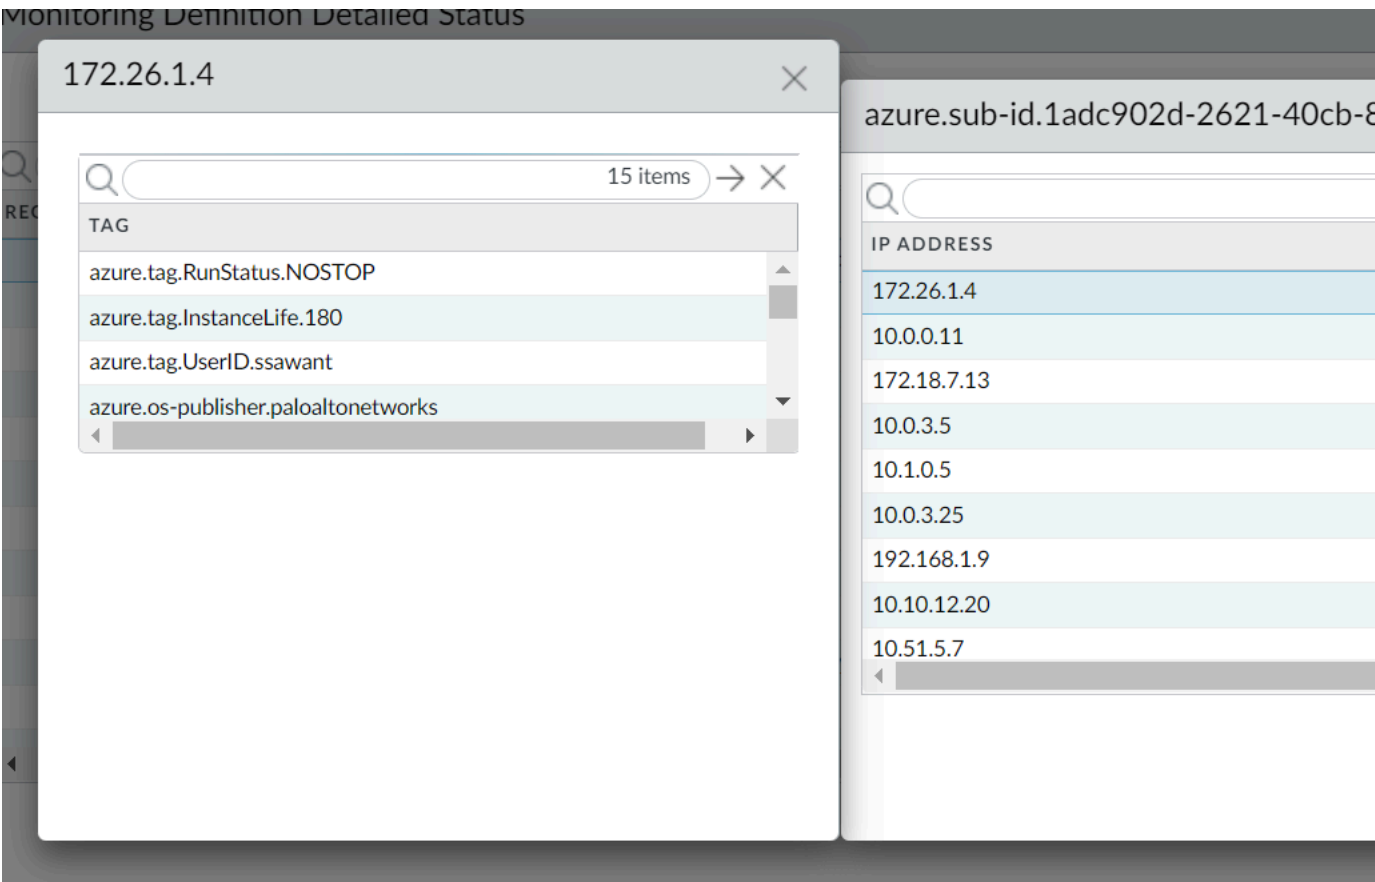 Monitoring Definition Detailed Status
172.26.1.4
15 items
TAG
azure.tag.RunStatus.NOSTOP
azure.tag.InstanceLife.180
azure.tag.UserID.ssawant
azure.os-publisher.paloaltonetworks
azure.sub-id.1adc902d-2621-40cb-8
IP ADDRESS
172.26.1.4
10.0.0.11
172.18.7.13
10.0.3.5
10.1.0.5
10.0.3.25
192.168.1.9
10.10.12.20
10.51.5.7